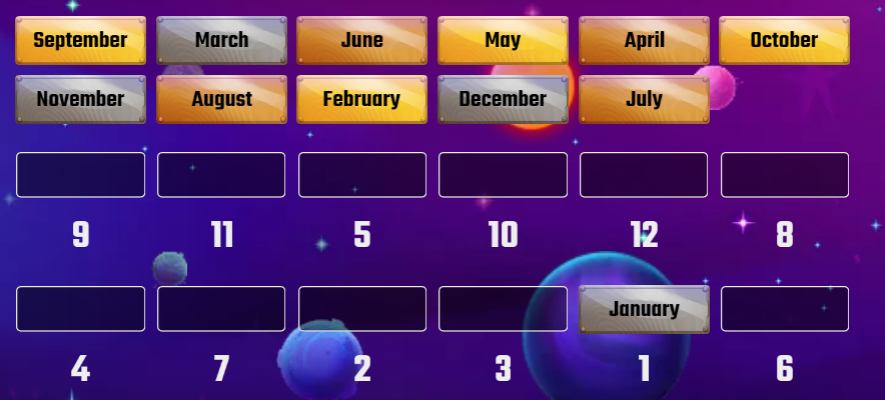 September March June May April October
November August February December July
9 11 5 10 12 8
January
4 7 2 3 1 6